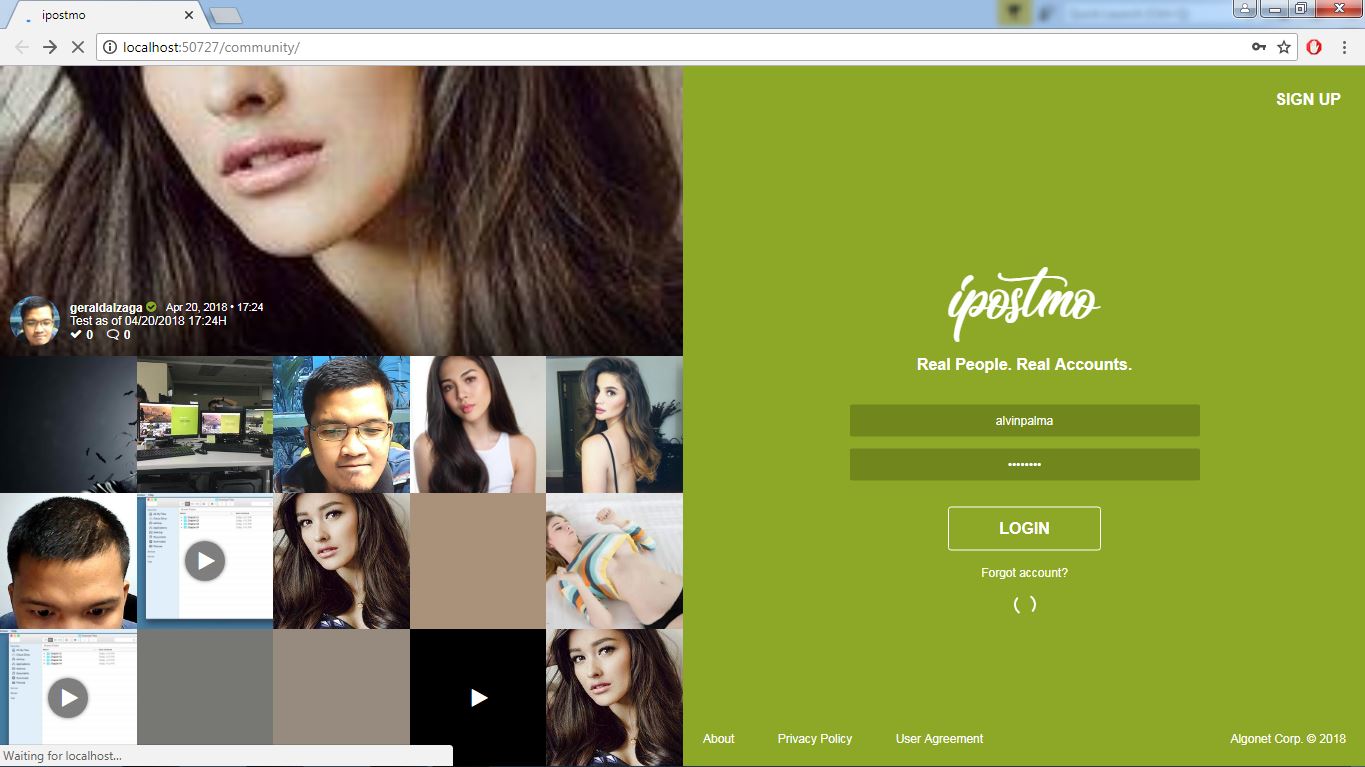 ipostmo
localhost:50727/community/
SIGN UP
geraldalzaga Apr 20, 2018 • 17:24
Test as of 04/20/2018 17:24H
0 0
ipostmo
Real People. Real Accounts.
alvinpalma
••••••••
LOGIN
Forgot account?
About Privacy Policy User Agreement Algonet Corp. © 2018
Waiting for localhost...